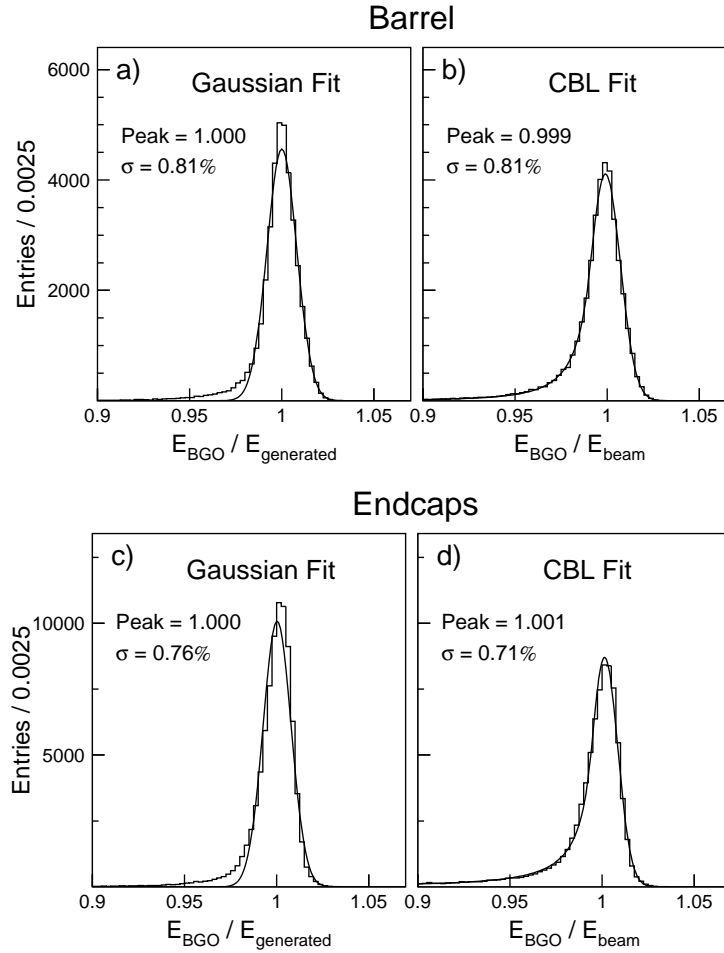 Barrel
a)
Gaussian Fit
Peak = 1.000
σ = 0.81%
Entries / 0.0025
6000
4000
2000
0.9
0.95
1
1.05
E_BGO / E_generated
b)
CBL Fit
Peak = 0.999
σ = 0.81%
0.9
0.95
1
1.05
E_BGO / E_beam
Endcaps
c)
Gaussian Fit
Peak = 1.000
σ = 0.76%
Entries / 0.0025
10000
5000
0
0.9
0.95
1
1.05
E_BGO / E_generated
d)
CBL Fit
Peak = 1.001
σ = 0.71%
0.9
0.95
1
1.05
E_BGO / E_beam